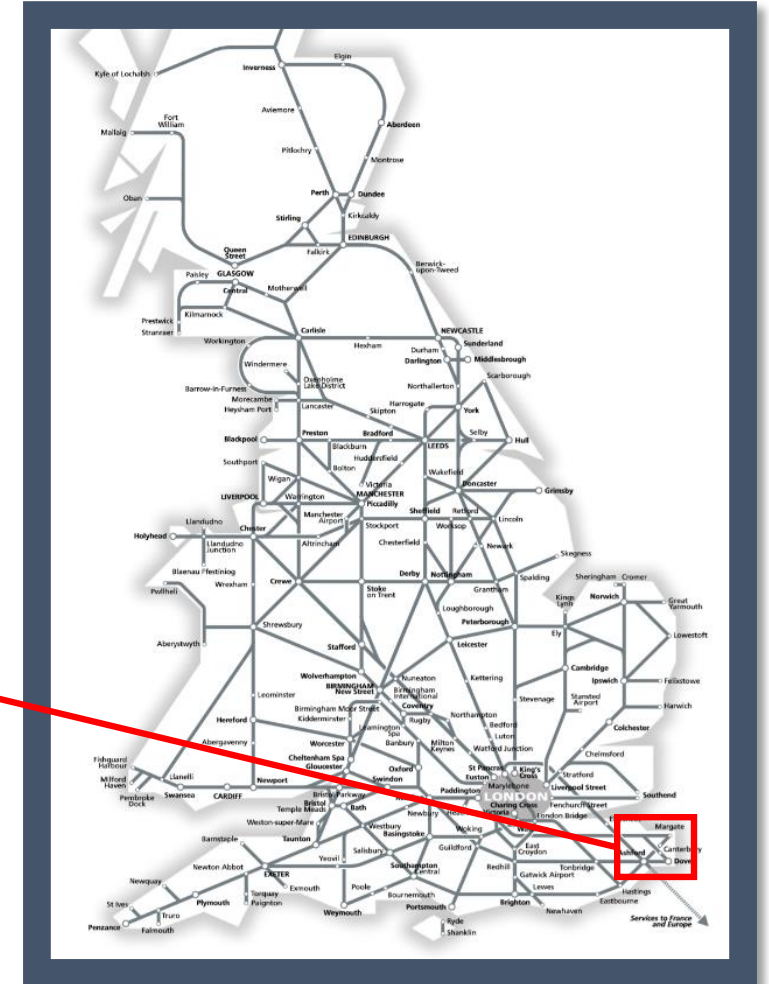 Elgin
Kyle of Lochalsh
Inverness
Aviemore
Fort
William
Mallaig
Aberdeen
Pitlochry
Montrose
Perth
Dundee
Oban
Stirling
Kirkcaldy
EDINBURGH
Queen
Street
Falkirk
Berwick-
upon-Tweed
Paisley
GLASGOW
Central
Motherwell
Prestwick
Kilmarnock
Stranraer
Carlisle
NEWCASTLE
Workington
Hexham
Sunderland
Durham
Darlington
Middlesbrough
Windermere
Scarborough
Oxenholme
Lake District
Barrow-in-Furness
Northallerton
Morecambe
Heysham Port
Lancaster
Harrogate
Skipton
York
Blackpool
Preston
Bradford
LEEDS
Selby
Hull
Blackburn
Huddersfield
Southport
Bolton
Wakefield
Wigan
Victoria
Doncaster
LIVERPOOL
Warrington
MANCHESTER
Piccadilly
Grimsby
Manchester
Airport
Stockport
Sheffield
Retford
Worksop
Lincoln
Llandudno
Chester
Holyhead
Llandudno
Junction
Altrincham
Chesterfield
Newark
Skegness
Blaenau Ffestiniog
Wrexham
Crewe
Stoke
on Trent
Derby
Nottingham
Grantham
Spalding
Sheringham
Cromer
Pwllheli
Kings
Lynn
Norwich
Great
Yarmouth
Loughborough
Peterborough
Shrewsbury
Ely
Lowestoft
Aberystwyth
Stafford
Leicester
Wolverhampton
BIRMINGHAM
New Street
Nuneaton
Kettering
Cambridge
Ipswich
Felixstowe
Leominster
Birmingham
International
Coventry
Stevenage
Stansted
Airport
Harwich
Birmingham Moor Street
Kidderminster
Rugby
Northampton
Hereford
Leamington
Spa
Bedford
Colchester
Abergavenny
Worcester
Banbury
Milton
Keynes
Luton
Watford Junction
Chelmsford
Fishguard
Harbour
Cheltenham Spa
Gloucester
Oxford
St Pancras
Euston
King's
Cross
Stratford
Milford
Haven
Llanelli
Swindon
Marylebone
Liverpool Street
Pembroke
Dock
Swansea
CARDIFF
Newport
Bristol Parkway
Paddington
LONDON
Southend
Bristol
Temple Meads
Bath
Newbury
Charing Cross
Fenchurch Street
Victoria
London Bridge
Weston-super-Mare
Westbury
Basingstoke
Woking
Margate
Barnstaple
Taunton
Salisbury
Guildford
East
Croydon
Ashford
Canterbury
Newton Abbot
Yeovil
Southampton
Central
Redhill
Tonbridge
Gatwick Airport
Newquay
EXETER
Exmouth
Poole
Lewes
Hastings
St Ives
Torquay
Paignton
Bournemouth
Eastbourne
Truro
Plymouth
Weymouth
Portsmouth
Brighton
Newhaven
Penzance
Falmouth
Ryde
Shanklin
Services to France
and Europe